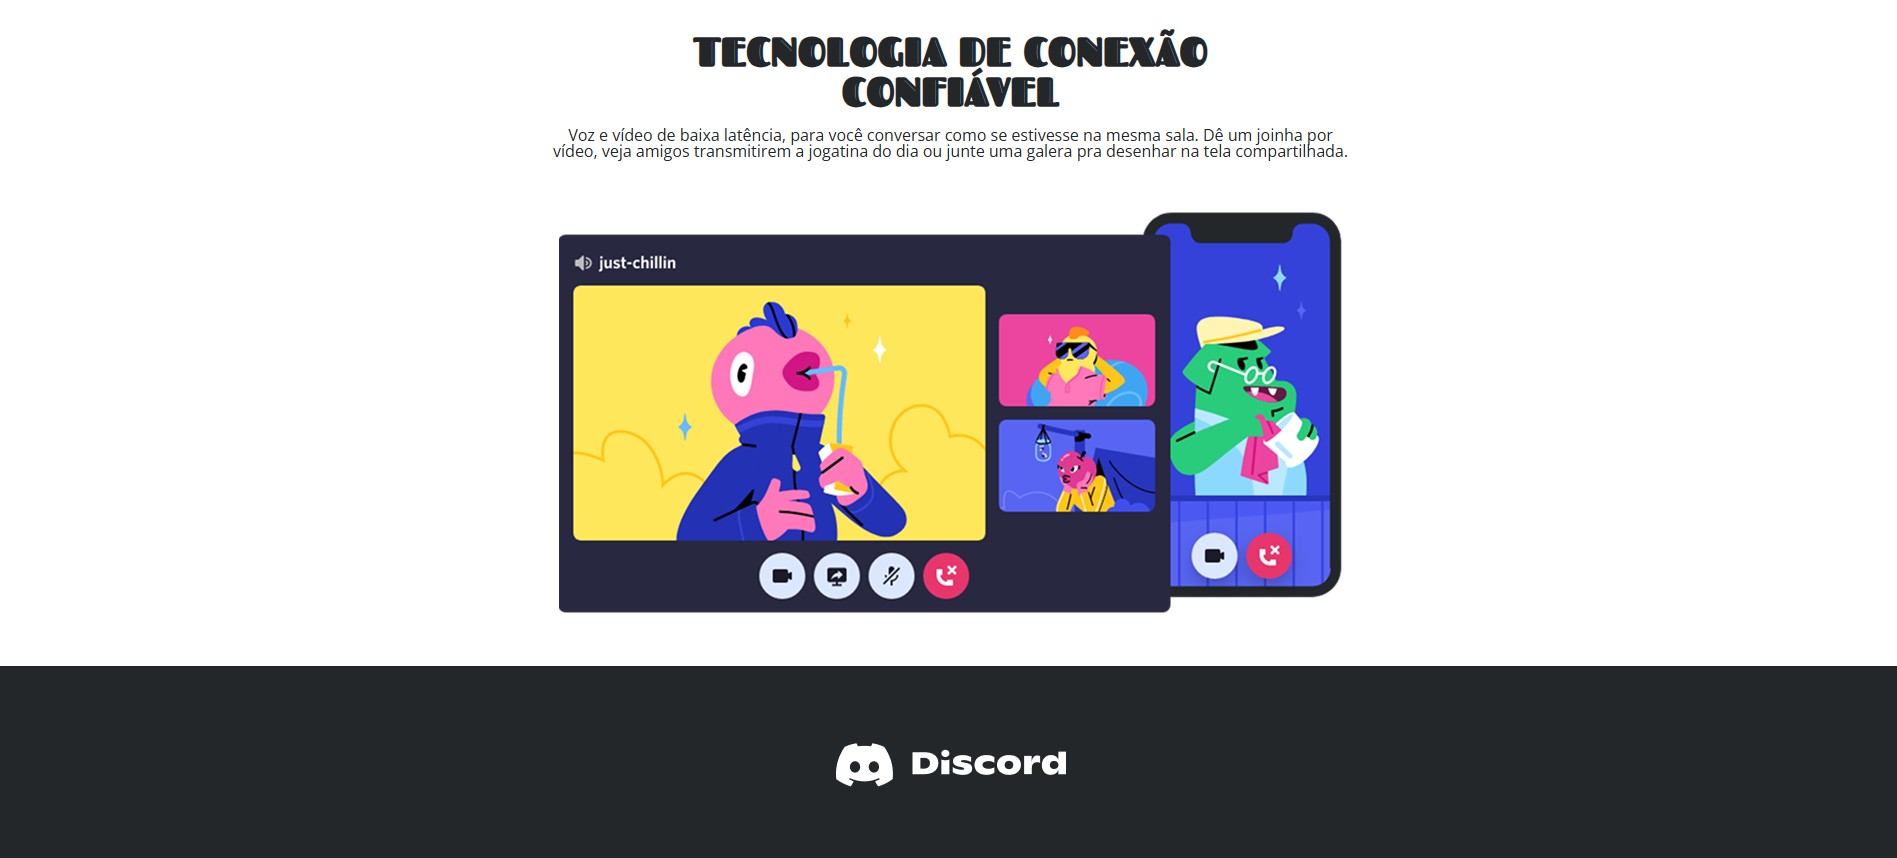 TECNOLOGIA DE CONEXÃO
CONFIÁVEL
Voz e vídeo de baixa latência, para você conversar como se estivesse na mesma sala. Dê um joinha por
vídeo, veja amigos transmitirem a jogatina do dia ou junte uma galera pra desenhar na tela compartilhada.
just-chillin
Discord